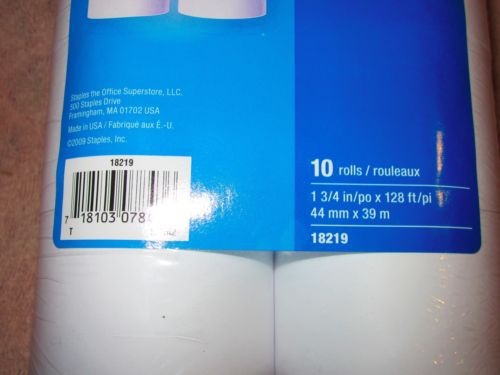 Staples the Office Superstore, LLC.
500 Staples Drive
Framingham, MA 01702 USA
Made in USA / Fabriqué aux É.-U.
©2009 Staples, Inc.
18219
7 18103 078
T
10 rolls / rouleaux
1 3/4 in/po x 128 ft/pi
44 mm x 39 m
18219